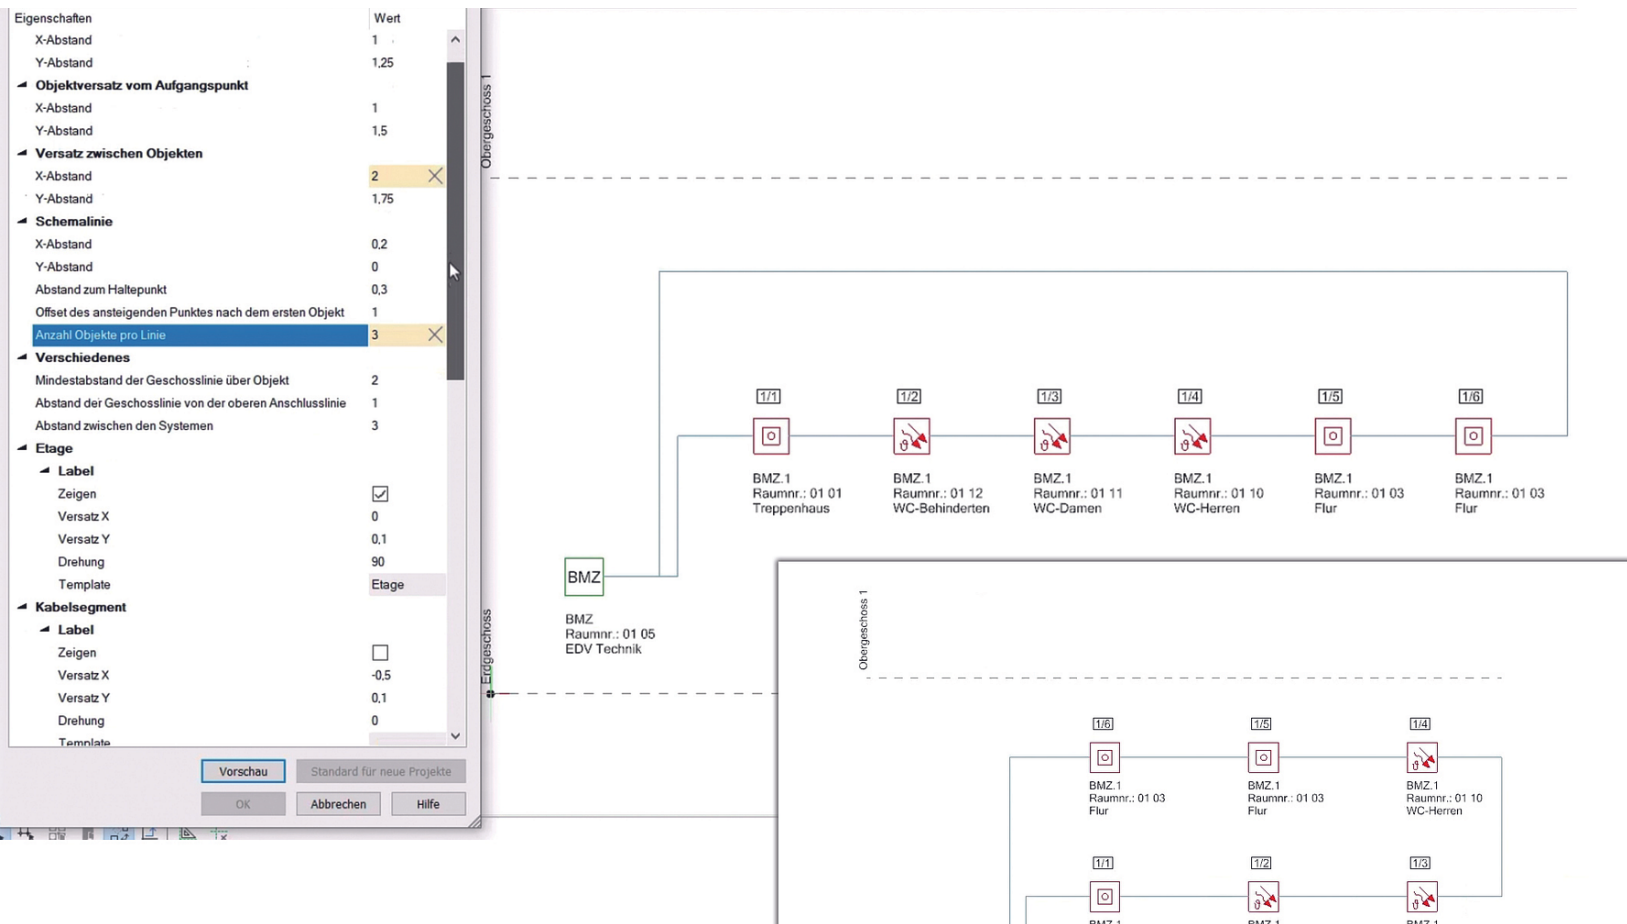 Eigenschaften Wert
X-Abstand 1
Y-Abstand 1,25
Objektversatz vom Aufgangspunkt
X-Abstand 1
Y-Abstand 1,5
Versatz zwischen Objekten
X-Abstand 2
Y-Abstand 1,75
Schemalinie
X-Abstand 0,2
Y-Abstand 0
Abstand zum Haltepunkt 0,3
Offset des ansteigenden Punktes nach dem ersten Objekt 1
Anzahl Objekte pro Linie 3
Verschiedenes
Mindestabstand der Geschosslinie über Objekt 2
Abstand der Geschosslinie von der oberen Anschlusslinie 1
Abstand zwischen den Systemen 3
Etage
Label
Zeigen
Versatz X 0
Versatz Y 0,1
Drehung 90
Template Etage
Kabelsegment
Label
Zeigen
Versatz X -0,5
Versatz Y 0,1
Drehung 0
Template
Vorschau Standard für neue Projekte
OK Abbrechen Hilfe
Obergeschoss 1
1/1 1/2 1/3 1/4 1/5 1/6
BMZ.1 BMZ.1 BMZ.1 BMZ.1 BMZ.1 BMZ.1
Raumnr.: 01 01 Raumnr.: 01 12 Raumnr.: 01 11 Raumnr.: 01 10 Raumnr.: 01 03 Raumnr.: 01 03
Treppenhaus WC-Behinderten WC-Damen WC-Herren Flur Flur
BMZ
BMZ
Raumnr.: 01 05
EDV Technik
Erdgeschoss
Obergeschoss 1
1/6 1/5 1/4
BMZ.1 BMZ.1 BMZ.1
Raumnr.: 01 03 Raumnr.: 01 03 Raumnr.: 01 10
Flur Flur WC-Herren
1/1 1/2 1/3
BMZ.1 BMZ.1 BMZ.1